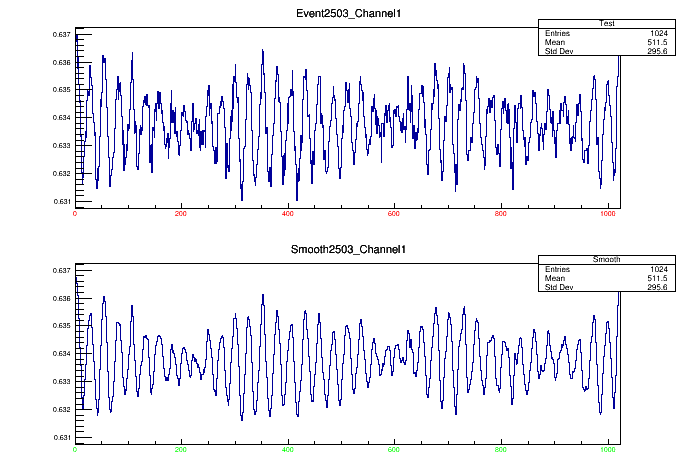 Event2503_Channel1
Test
Entries 1024
Mean 511.5
Std Dev 295.6
0.637
0.636
0.635
0.634
0.633
0.632
0.631
0 200 400 600 800 1000
Smooth2503_Channel1
Smooth
Entries 1024
Mean 511.5
Std Dev 295.6
0.637
0.636
0.635
0.634
0.633
0.632
0.631
0 200 400 600 800 1000